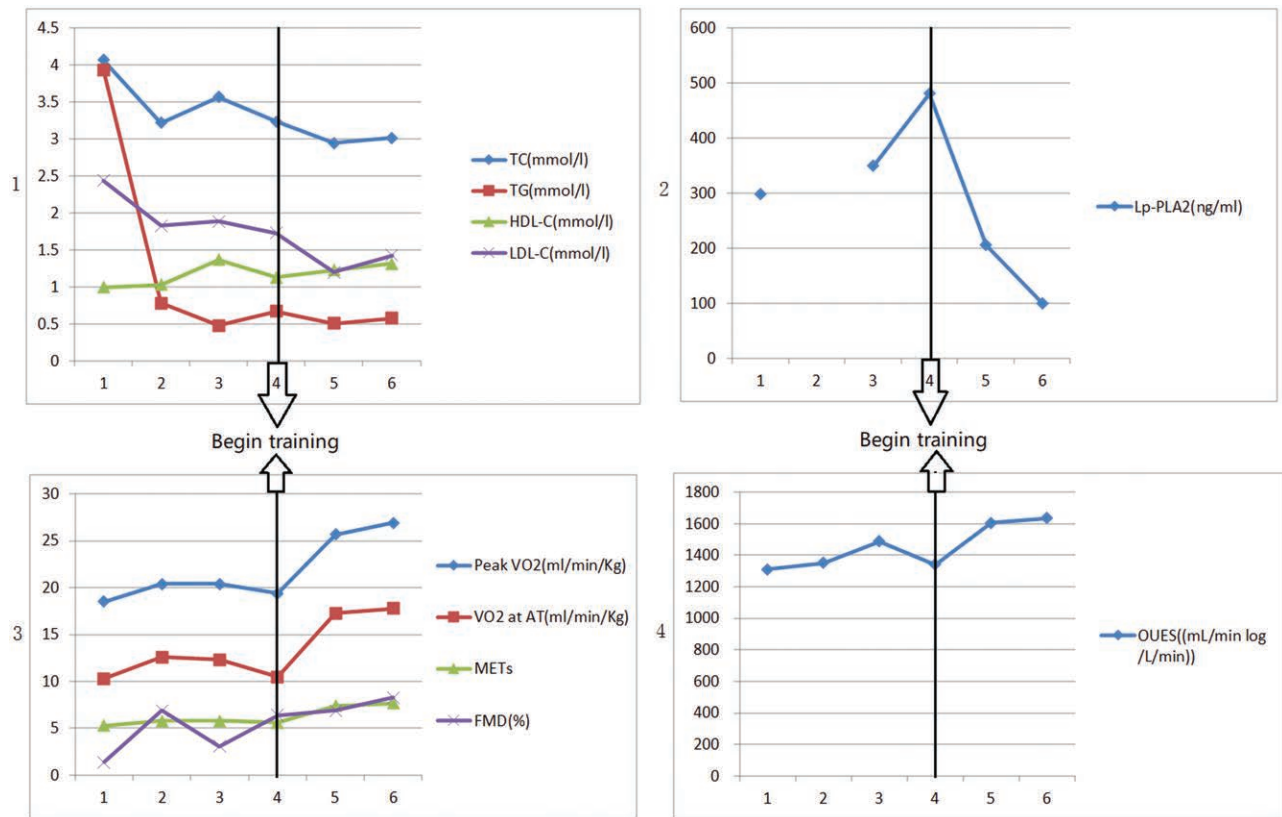 1
4.5
4
3.5
3
2.5
2
1.5
1
0.5
0
1 2 3 4 5 6
TC(mmol/l)
TG(mmol/l)
HDL-C(mmol/l)
LDL-C(mmol/l)
2
600
500
400
300
200
100
0
1 2 3 4 5 6
Lp-PLA2(ng/ml)
Begin training
Begin training
3
30
25
20
15
10
5
0
1 2 3 4 5 6
Peak VO2(ml/min/Kg)
VO2 at AT(ml/min/Kg)
METs
FMD(%)
4
1800
1600
1400
1200
1000
800
600
400
200
0
1 2 3 4 5 6
OUES((mL/min log
/L/min))